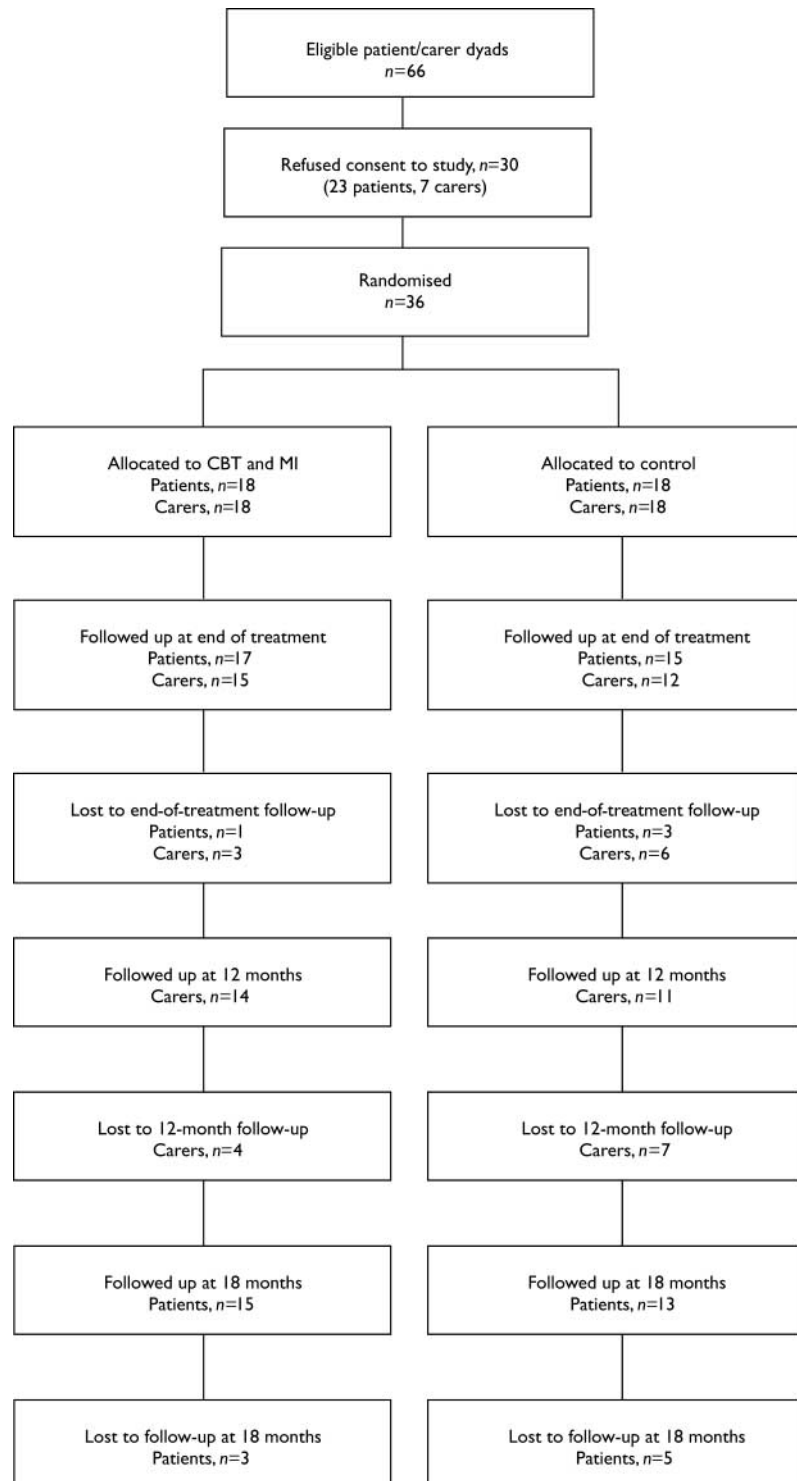 Eligible patient/carer dyads
n=66
Refused consent to study, n=30
(23 patients, 7 carers)
Randomised
n=36
Allocated to CBT and MI
Patients, n=18
Carers, n=18
Allocated to control
Patients, n=18
Carers, n=18
Followed up at end of treatment
Patients, n=17
Carers, n=15
Followed up at end of treatment
Patients, n=15
Carers, n=12
Lost to end-of-treatment follow-up
Patients, n=1
Carers, n=3
Lost to end-of-treatment follow-up
Patients, n=3
Carers, n=6
Followed up at 12 months
Carers, n=14
Followed up at 12 months
Carers, n=11
Lost to 12-month follow-up
Carers, n=4
Lost to 12-month follow-up
Carers, n=7
Followed up at 18 months
Patients, n=15
Followed up at 18 months
Patients, n=13
Lost to follow-up at 18 months
Patients, n=3
Lost to follow-up at 18 months
Patients, n=5